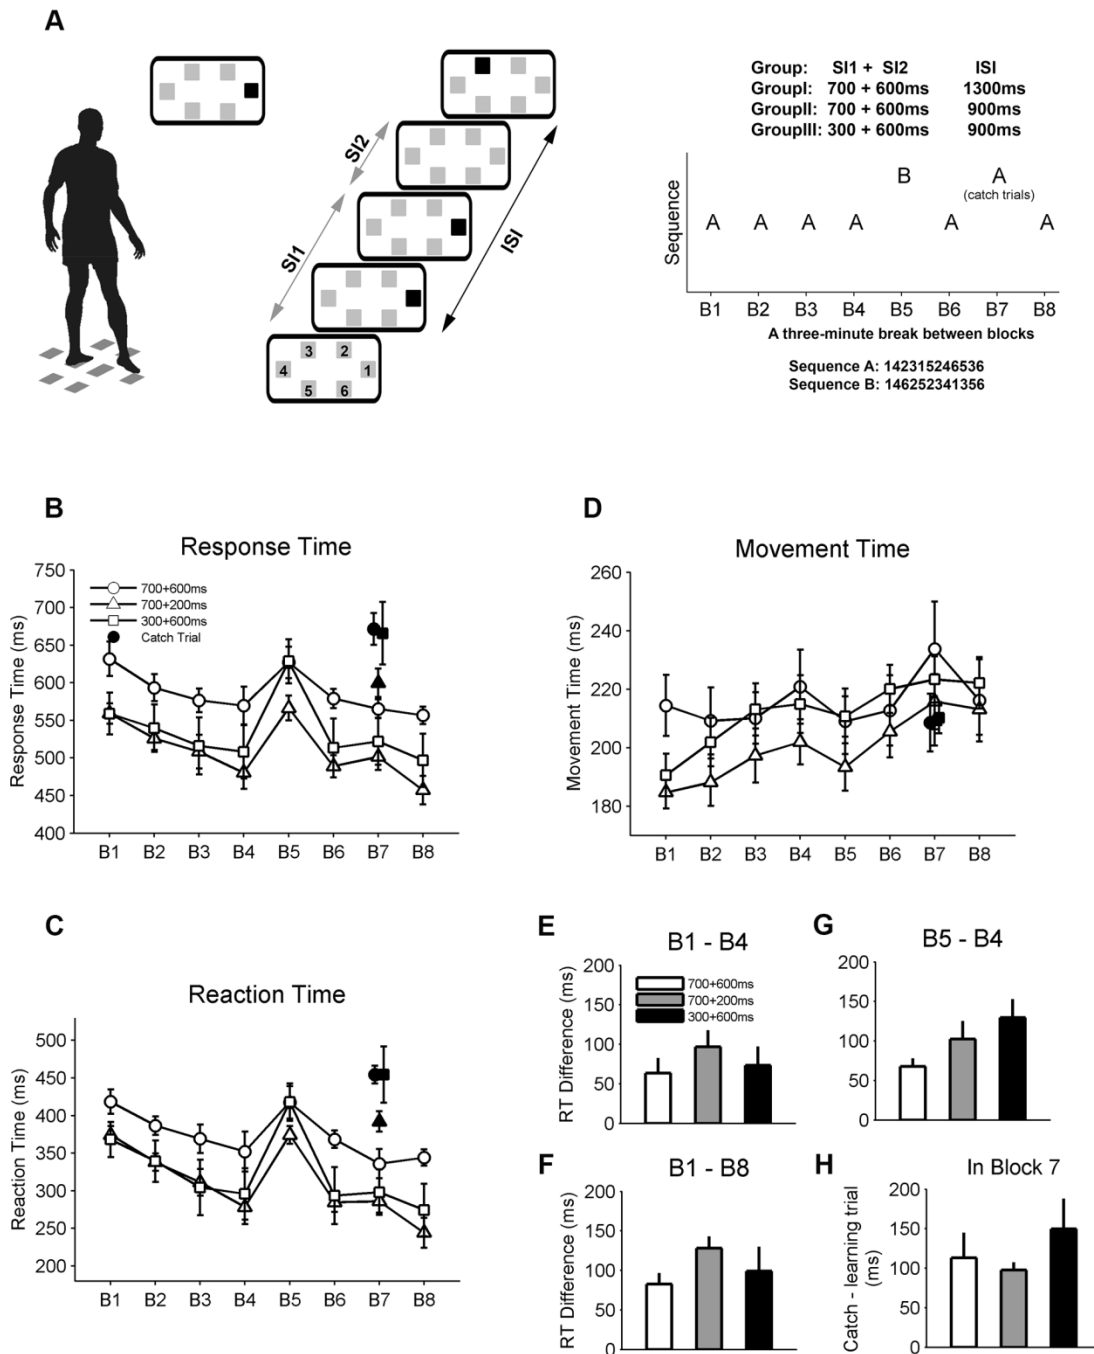 A
Group: SI1 + SI2 ISI
GroupI: 700 + 600ms 1300ms
GroupII: 700 + 600ms 900ms
GroupIII: 300 + 600ms 900ms
SI2
SI1
ISI
3 2
4 1
5 6
Sequence
B A
(catch trials)
A A A A A A
B1 B2 B3 B4 B5 B6 B7 B8
A three-minute break between blocks
Sequence A: 142315246536
Sequence B: 146252341356
B
Response Time
Response Time (ms)
750
700
650
600
550
500
450
400
700+600ms
700+200ms
300+600ms
Catch Trial
B1 B2 B3 B4 B5 B6 B7 B8
D
Movement Time
Movement Time (ms)
260
240
220
200
180
B1 B2 B3 B4 B5 B6 B7 B8
C
Reaction Time
Reaction Time (ms)
500
450
400
350
300
250
200
B1 B2 B3 B4 B5 B6 B7 B8
E
B1 - B4
RT Difference (ms)
200
150
100
50
0
700+600ms
700+200ms
300+600ms
G
B5 - B4
200
150
100
50
0
F
B1 - B8
RT Difference (ms)
200
150
100
50
0
H
In Block 7
Catch - learning trial
(ms)
200
150
100
50
0